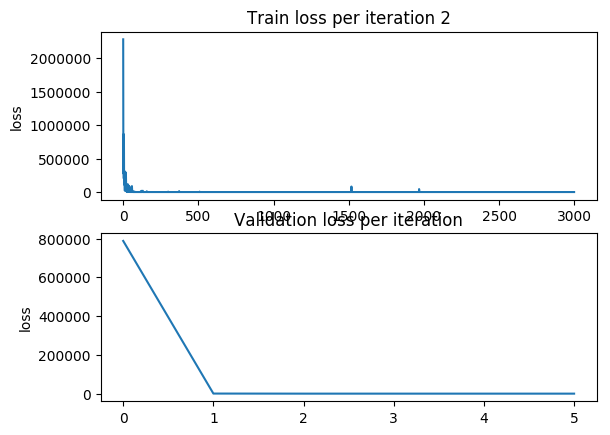 Train loss per iteration 2
2000000
1500000
1000000
500000
0
loss
0 500 1000 1500 2000 2500 3000
Validation loss per iteration
800000
600000
400000
200000
0
loss
0 1 2 3 4 5